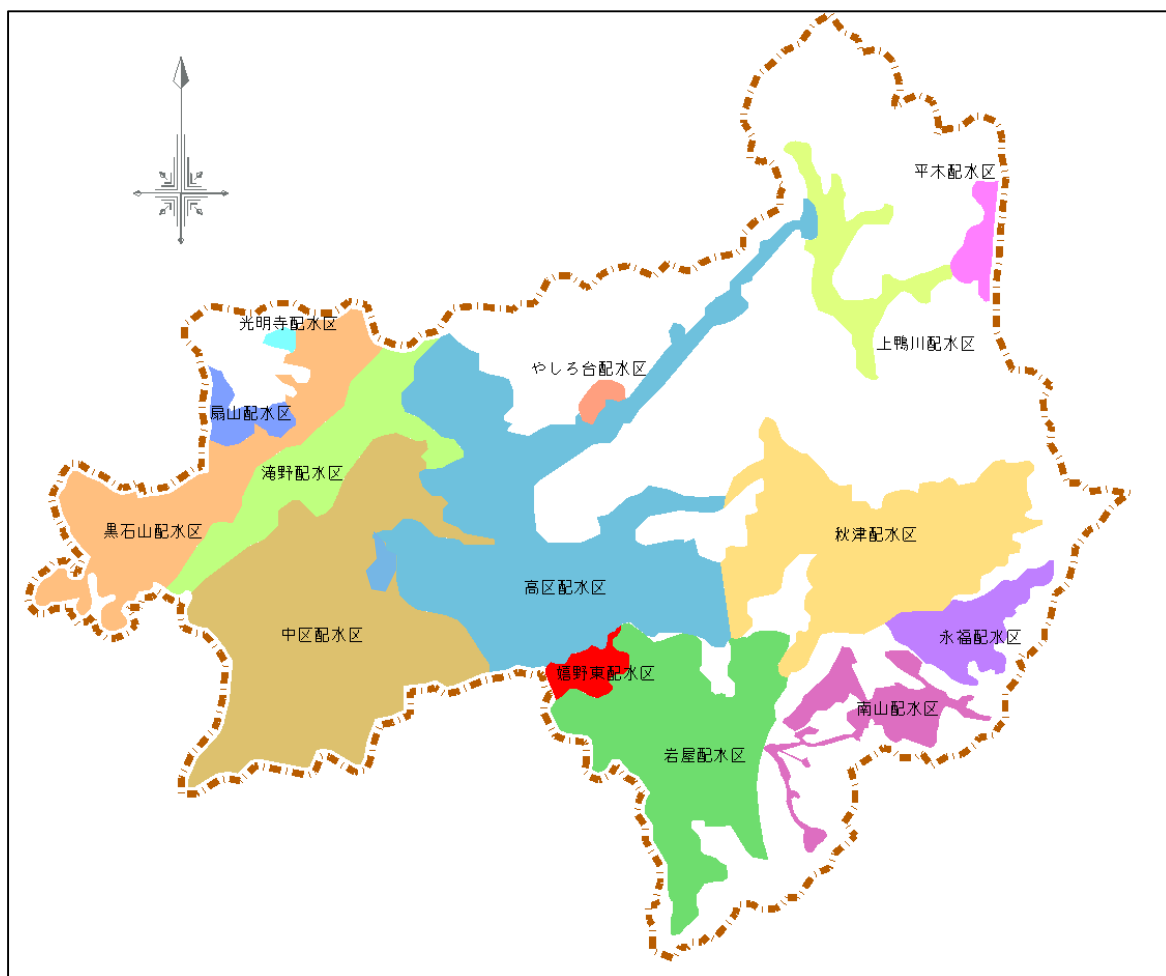 平木配水区
光明寺配水区
上鴨川配水区
やしろ台配水区
扇山配水区
滝野配水区
黒石山配水区
秋津配水区
高区配水区
中区配水区
永福配水区
嬉野東配水区
南山配水区
岩屋配水区